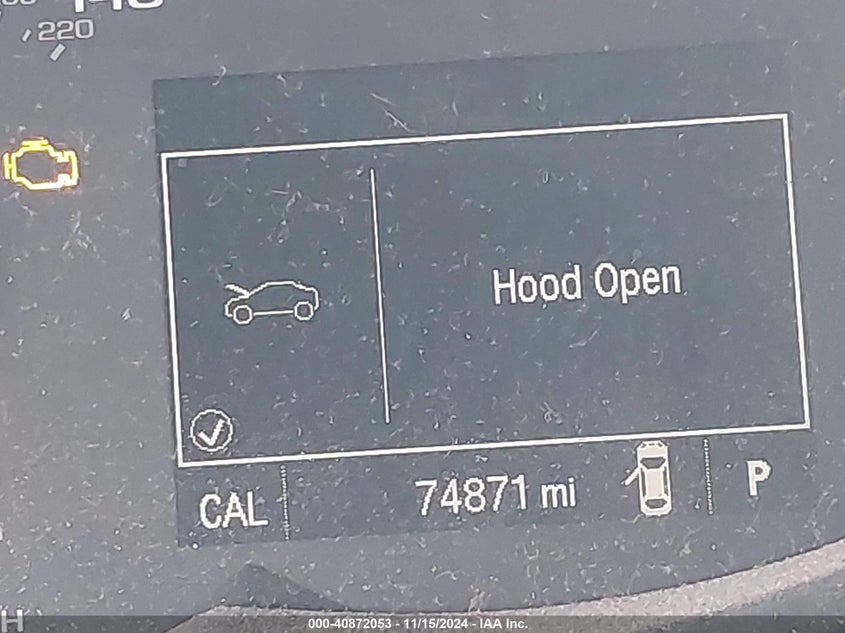 220
Hood Open
CAL 74871 mi P
H
000-40872053 - 11/15/2024 - IAA Inc.